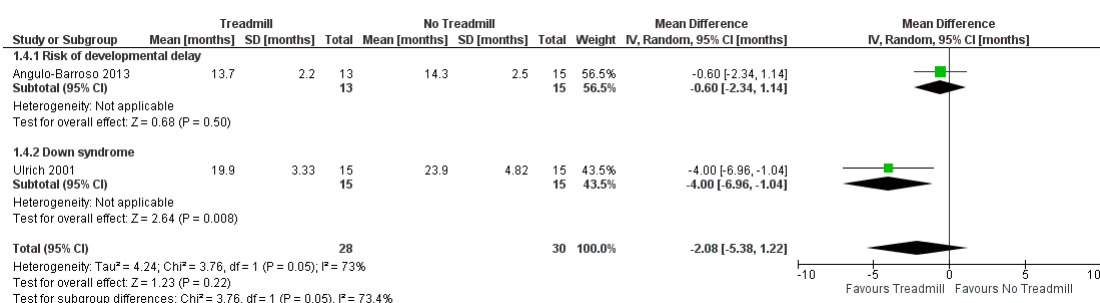 Treadmill No Treadmill Mean Difference Mean Difference
Study or Subgroup Mean [months] SD [months] Total Mean [months] SD [months] Total Weight IV, Random, 95% CI [months] IV, Random, 95% CI [months]
1.4.1 Risk of developmental delay
Angulo-Barroso 2013 13.7 2.2 13 14.3 2.5 15 56.5% -0.60 [-2.34, 1.14]
Subtotal (95% CI) 13 15 56.5% -0.60 [-2.34, 1.14]
Heterogeneity: Not applicable
Test for overall effect: Z = 0.68 (P = 0.50)
1.4.2 Down syndrome
Ulrich 2001 19.9 3.33 15 23.9 4.82 15 43.5% -4.00 [-6.96, -1.04]
Subtotal (95% CI) 15 15 43.5% -4.00 [-6.96, -1.04]
Heterogeneity: Not applicable
Test for overall effect: Z = 2.64 (P = 0.008)
Total (95% CI) 28 30 100.0% -2.08 [-5.38, 1.22]
Heterogeneity: Tau² = 4.24; Chi² = 3.76, df = 1 (P = 0.05); I² = 73%
Test for overall effect: Z = 1.23 (P = 0.22)
Test for subgroup differences: Chi² = 3.76, df = 1 (P = 0.05), I² = 73.4%
-10 -5 0 5 10
Favours Treadmill Favours No Treadmill